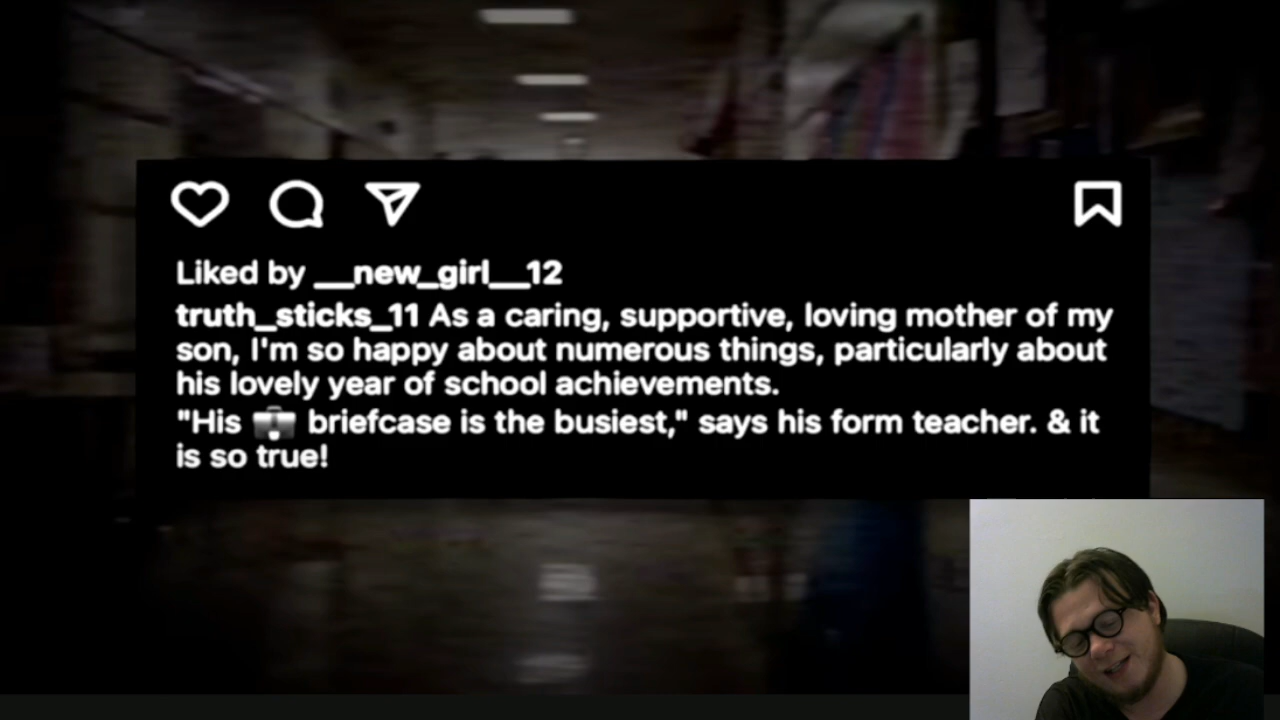 Liked by __new_girl__12
truth_sticks_11 As a caring, supportive, loving mother of my
son, I'm so happy about numerous things, particularly about
his lovely year of school achievements.
"His 💼 briefcase is the busiest," says his form teacher. & it
is so true!